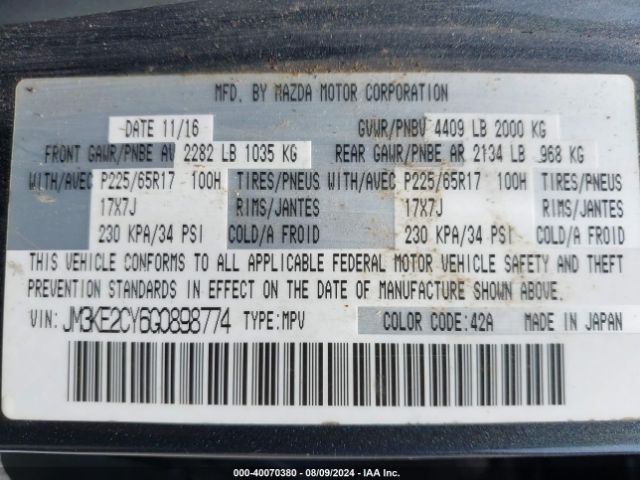 MFD. BY MAZDA MOTOR CORPORATION
DATE 11/16 GVWR/PNBV 4409 LB 2000 KG
FRONT GAWR/PNBE AV 2282 LB 1035 KG REAR GAWR/PNBE AR 2134 LB 968 KG
WITH/AVEC P225/65R17 100H TIRES/PNEUS WITH/AVEC P225/65R17 100H TIRES/PNEUS
17X7J RIMS/JANTES 17X7J RIMS/JANTES
230 KPA/34 PSI COLD/A FROID 230 KPA/34 PSI COLD/A FROID
THIS VEHICLE CONFORMS TO ALL APPLICABLE FEDERAL MOTOR VEHICLE SAFETY AND THEFT
PREVENTION STANDARDS IN EFFECT ON THE DATE OF MANUFACTURE SHOWN ABOVE.
VIN: JM3KE2CY6G0898774 TYPE:MPV COLOR CODE:42A MADE IN JAPAN
000-40070380 - 08/09/2024 - IAA Inc.